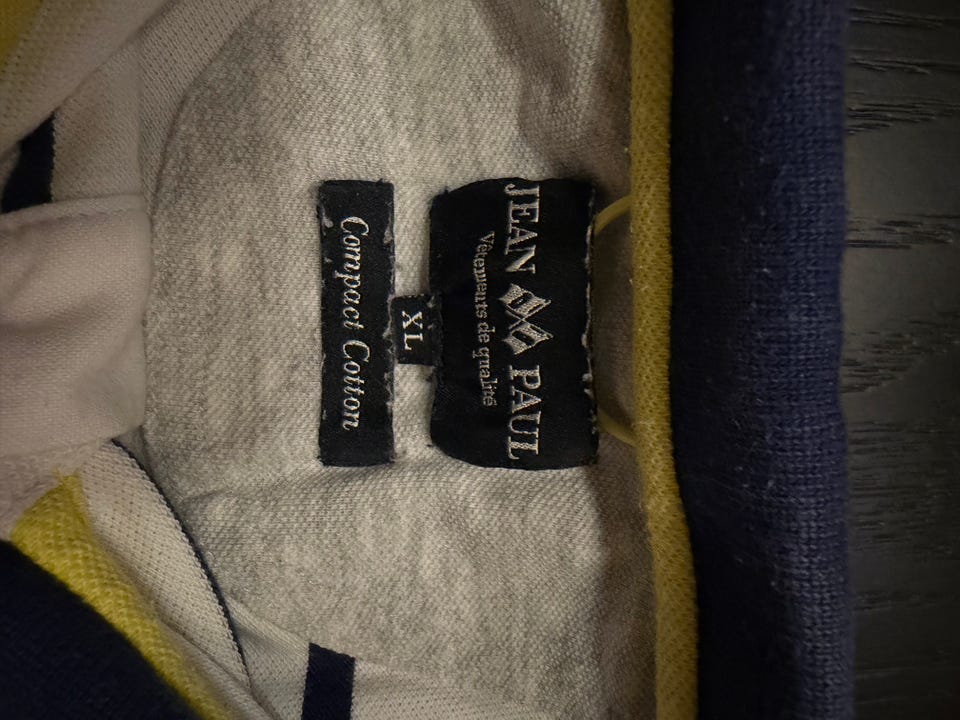 JEAN PAUL
Vêtements de qualité
XL
Compact Cotton